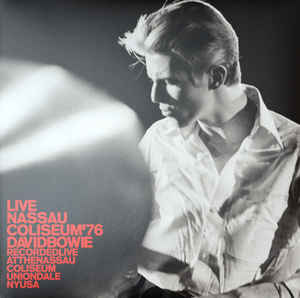 LIVE
NASSAU
COLISEUM'76
DAVIDBOWIE
RECORDEDLIVE
ATTHENASSAU
COLISEUM
UNIONDALE
NYUSA